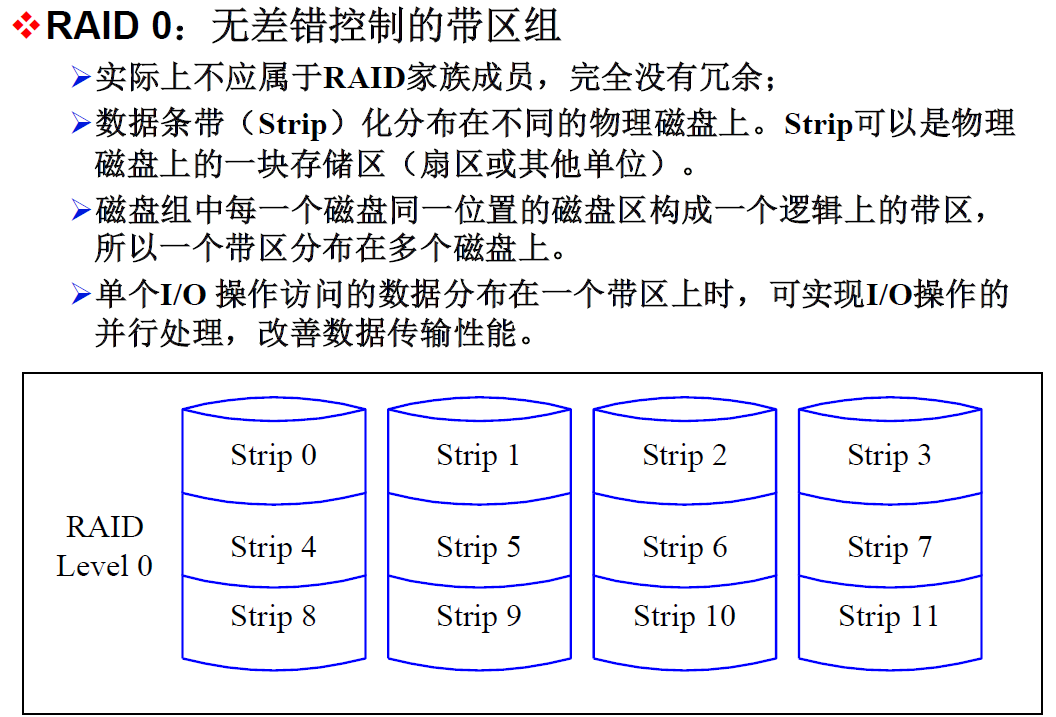 ❖RAID 0：无差错控制的带区组
➢实际上不应属于RAID家族成员，完全没有冗余；
➢数据条带（Strip）化分布在不同的物理磁盘上。Strip可以是物理
磁盘上的一块存储区（扇区或其他单位）。
➢磁盘组中每一个磁盘同一位置的磁盘区构成一个逻辑上的带区，
所以一个带区分布在多个磁盘上。
➢单个I/O 操作访问的数据分布在一个带区上时，可实现I/O操作的
并行处理，改善数据传输性能。
Strip 0 Strip 1 Strip 2 Strip 3
RAID
Level 0
Strip 4 Strip 5 Strip 6 Strip 7
Strip 8 Strip 9 Strip 10 Strip 11